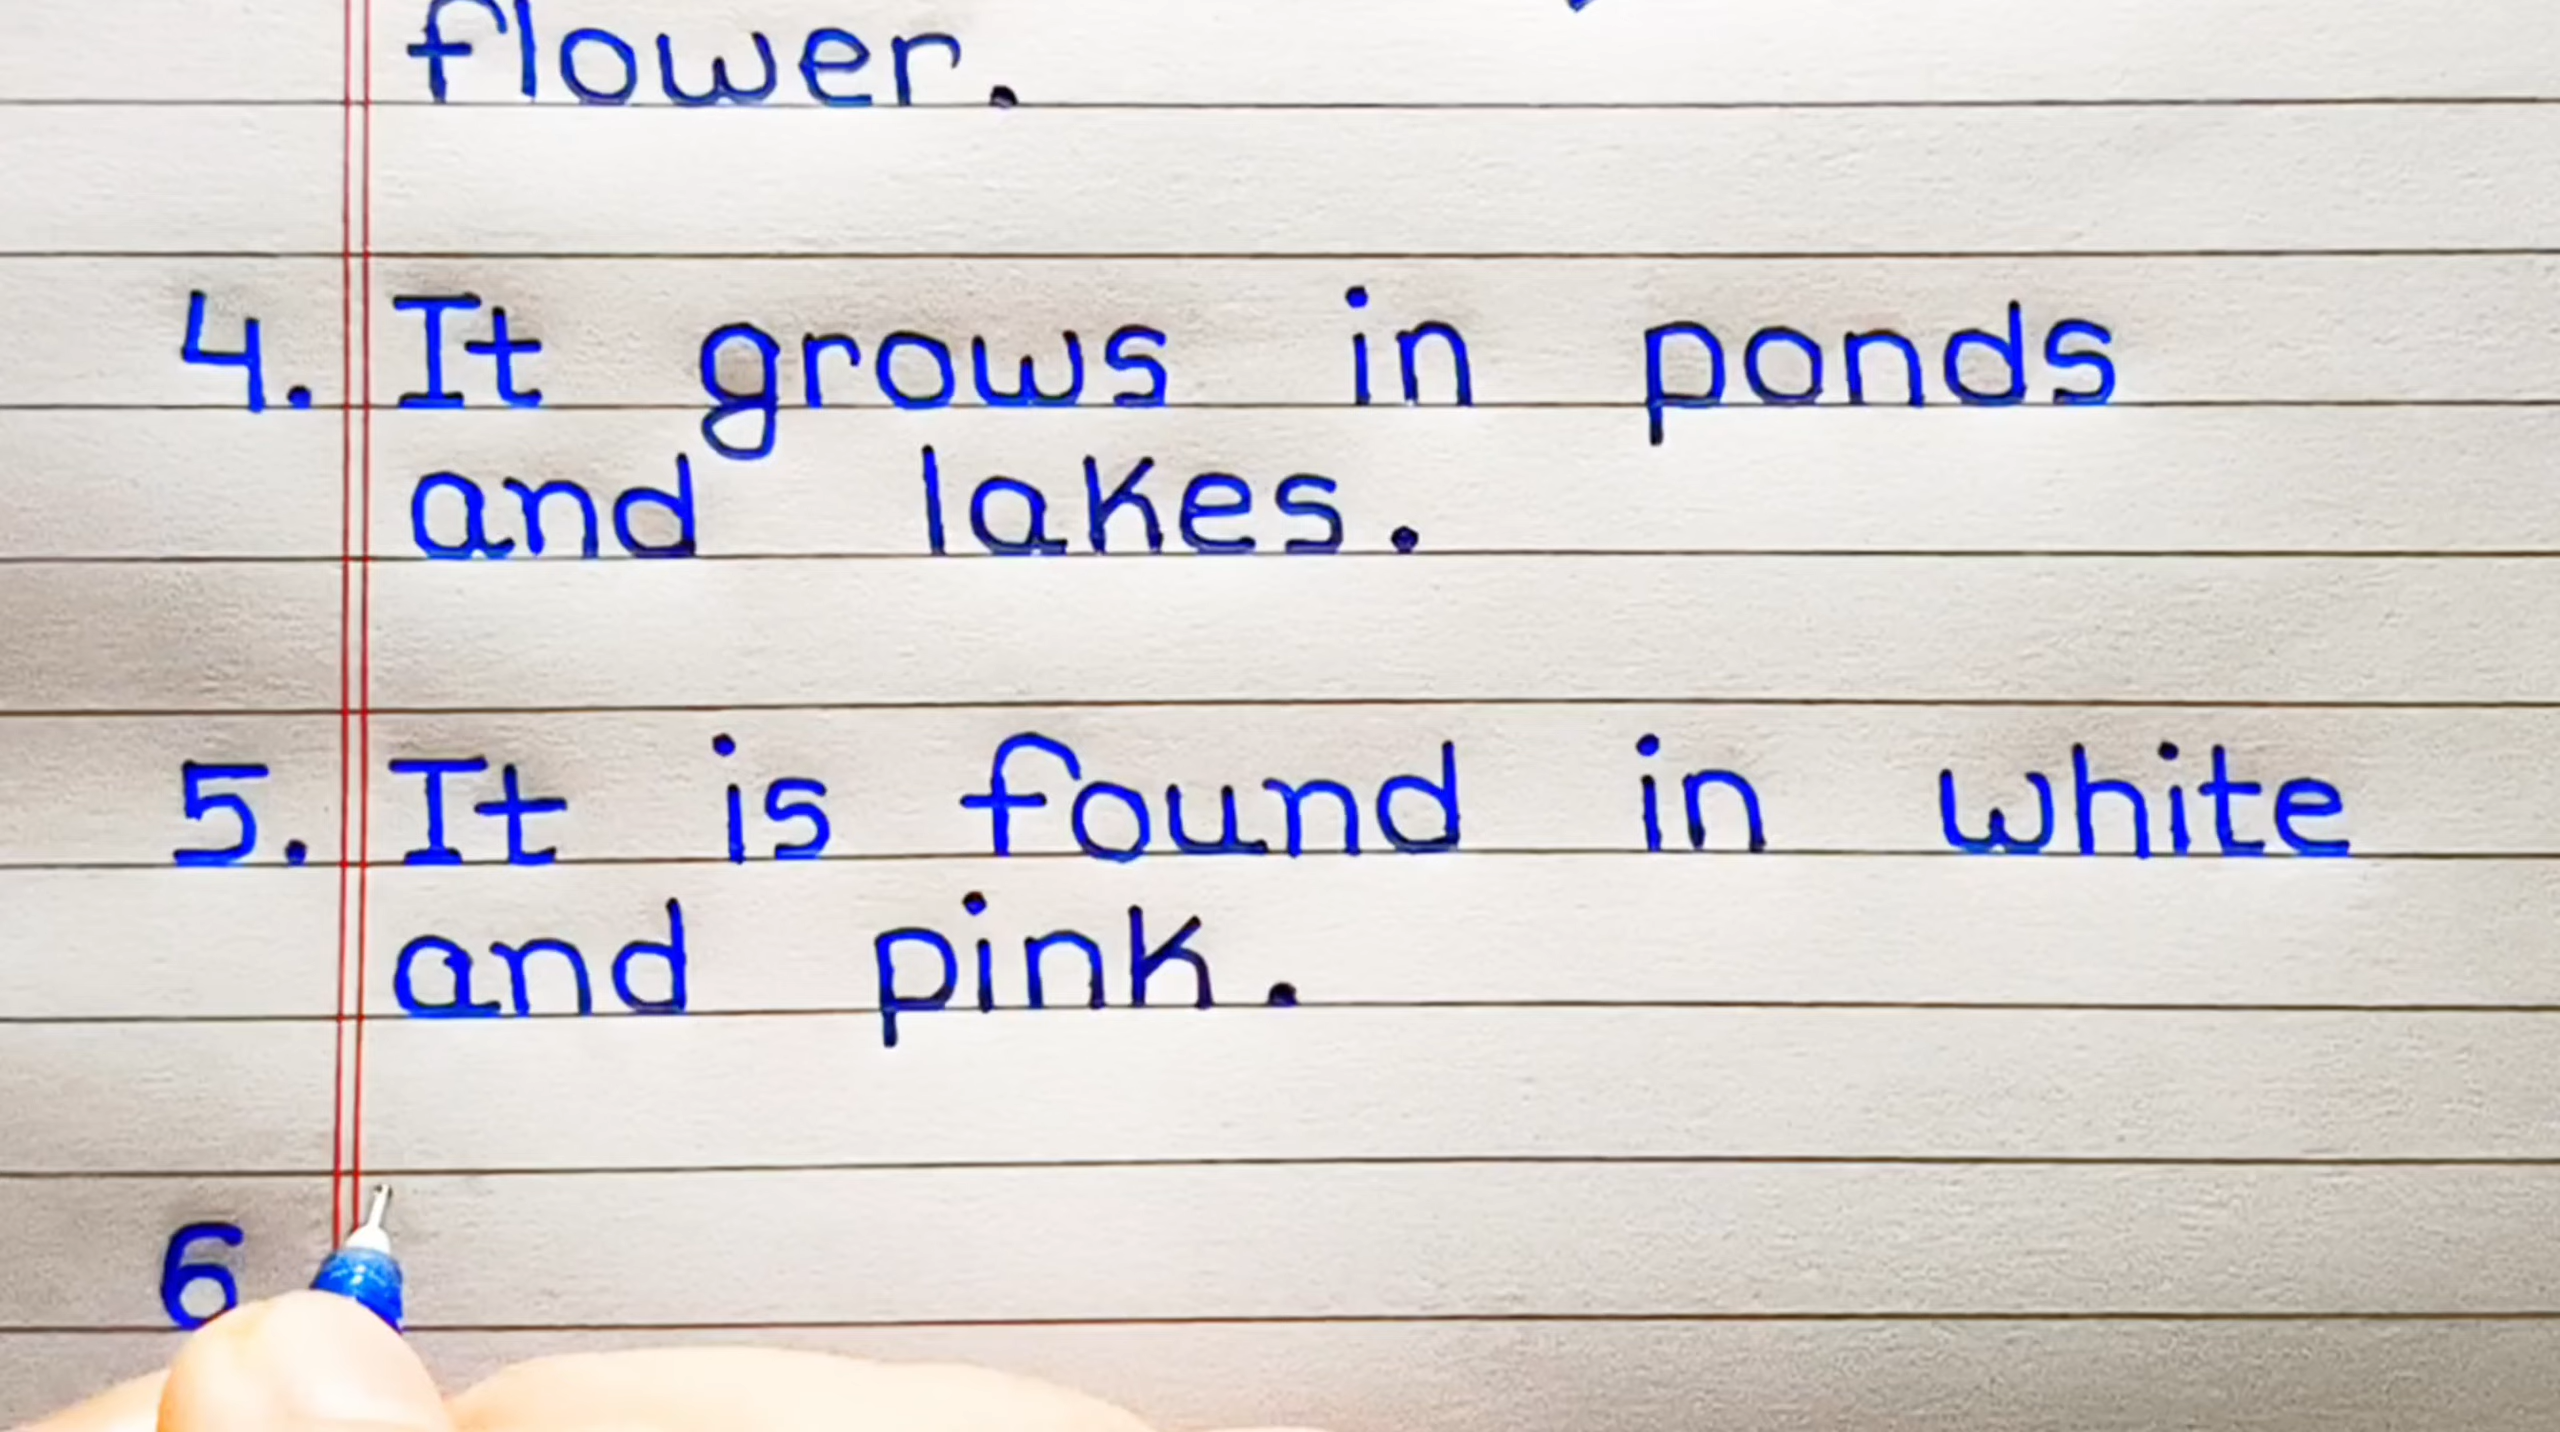 flower.
4. It grows in ponds
and lakes.
5. It is found in white
and pink.
6